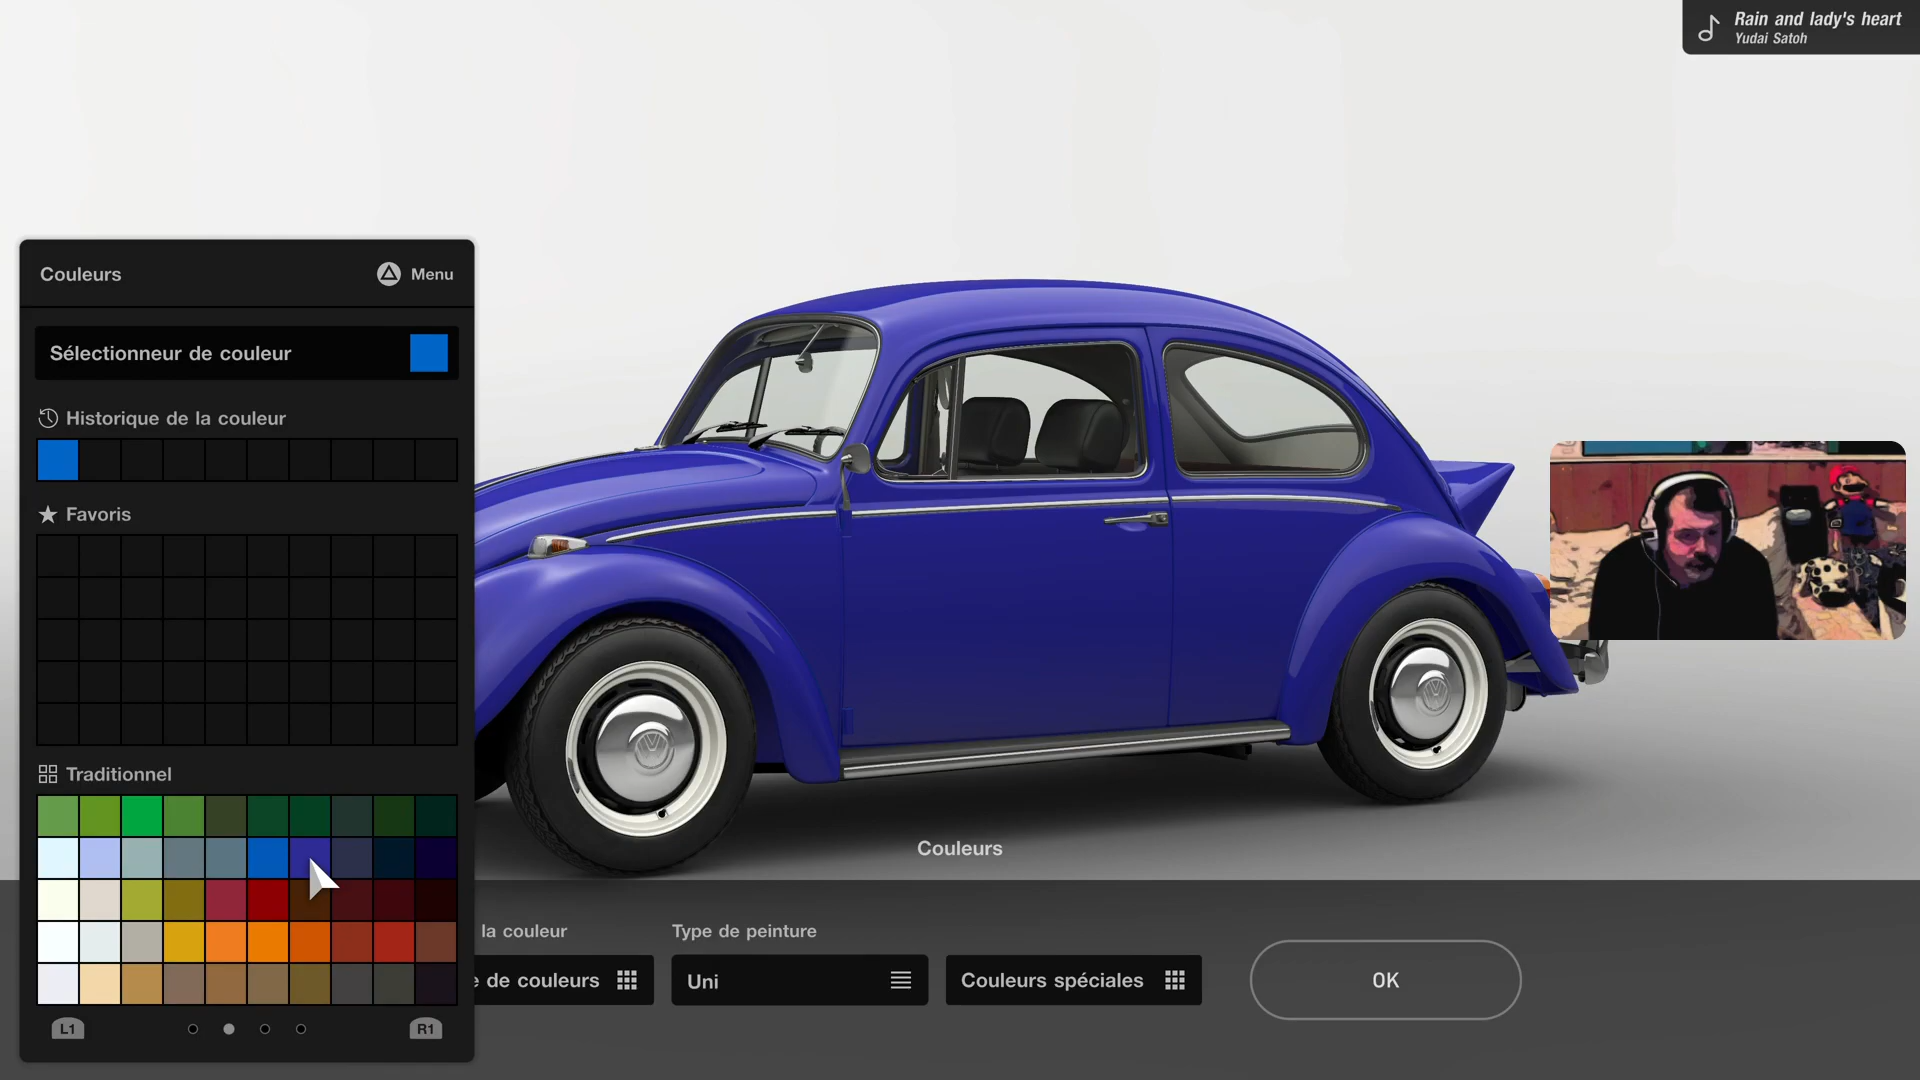 Rain and lady's heart
Yudai Satoh
Couleurs
Menu
Sélectionneur de couleur
Historique de la couleur
Favoris
Traditionnel
L1
R1
Couleurs
la couleur
Type de peinture
e de couleurs
Uni
Couleurs spéciales
OK